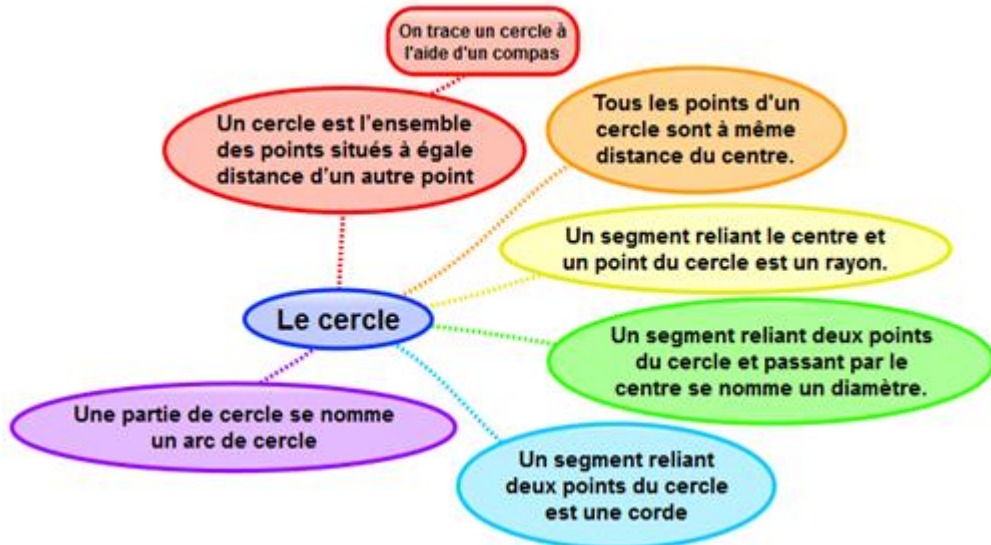 On trace un cercle à
l'aide d'un compas
Un cercle est l’ensemble
des points situés à égale
distance d’un autre point
Tous les points d'un
cercle sont à même
distance du centre.
Un segment reliant le centre et
un point du cercle est un rayon.
Le cercle
Un segment reliant deux points
du cercle et passant par le
centre se nomme un diamètre.
Une partie de cercle se nomme
un arc de cercle
Un segment reliant
deux points du cercle
est une corde